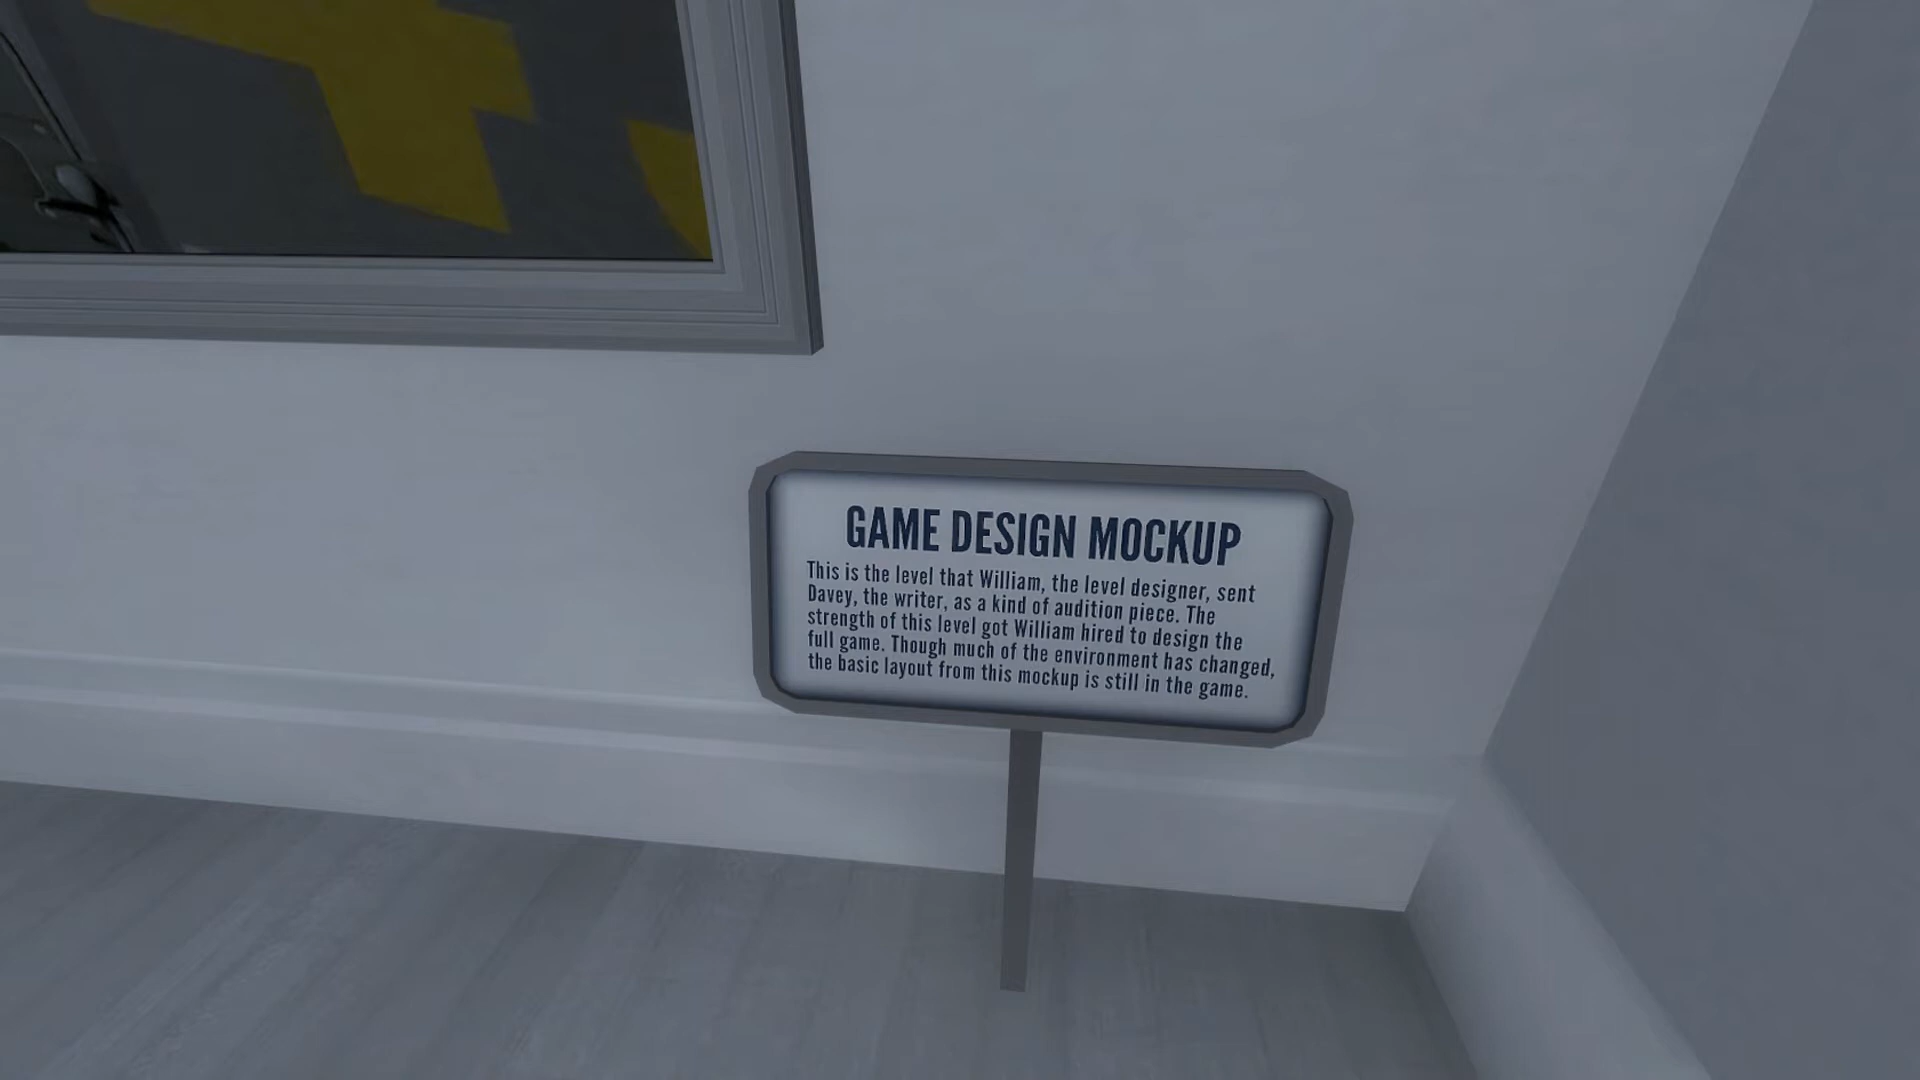 GAME DESIGN MOCKUP
This is the level that William, the level designer, sent
Davey, the writer, as a kind of audition piece. The
strength of this level got William hired to design the
full game. Though much of the environment has changed,
the basic layout from this mockup is still in the game.